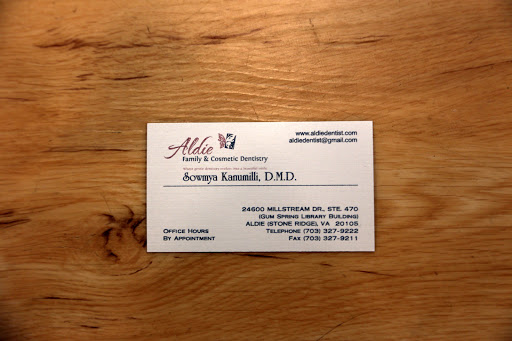 Aldie
Family & Cosmetic Dentistry
www.aldiedentist.com
aldiedentist@gmail.com
Sowmya Kanumilli, D.M.D.
24600 MILLSTREAM DR., STE. 470
(GUM SPRING LIBRARY BUILDING)
ALDIE (STONE RIDGE), VA 20105
OFFICE HOURS
TELEPHONE (703) 327-9222
BY APPOINTMENT
FAX (703) 327-9211